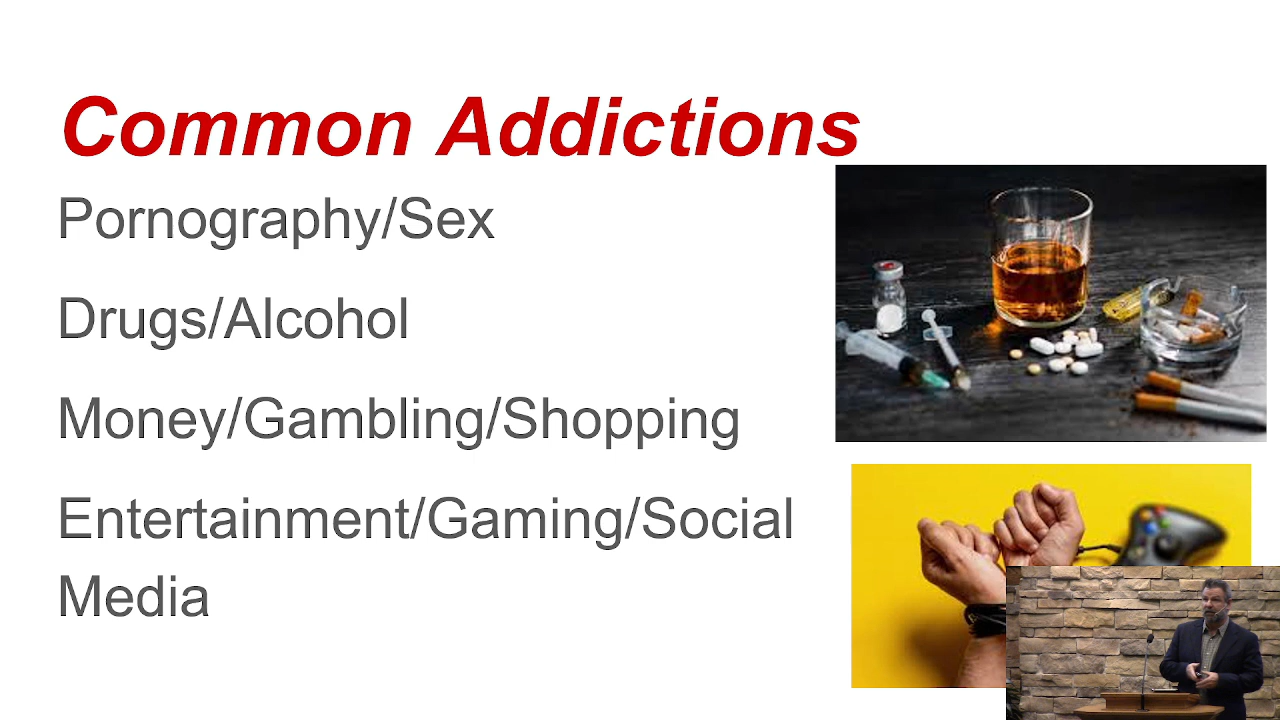 Common Addictions
Pornography/Sex
Drugs/Alcohol
Money/Gambling/Shopping
Entertainment/Gaming/Social
Media